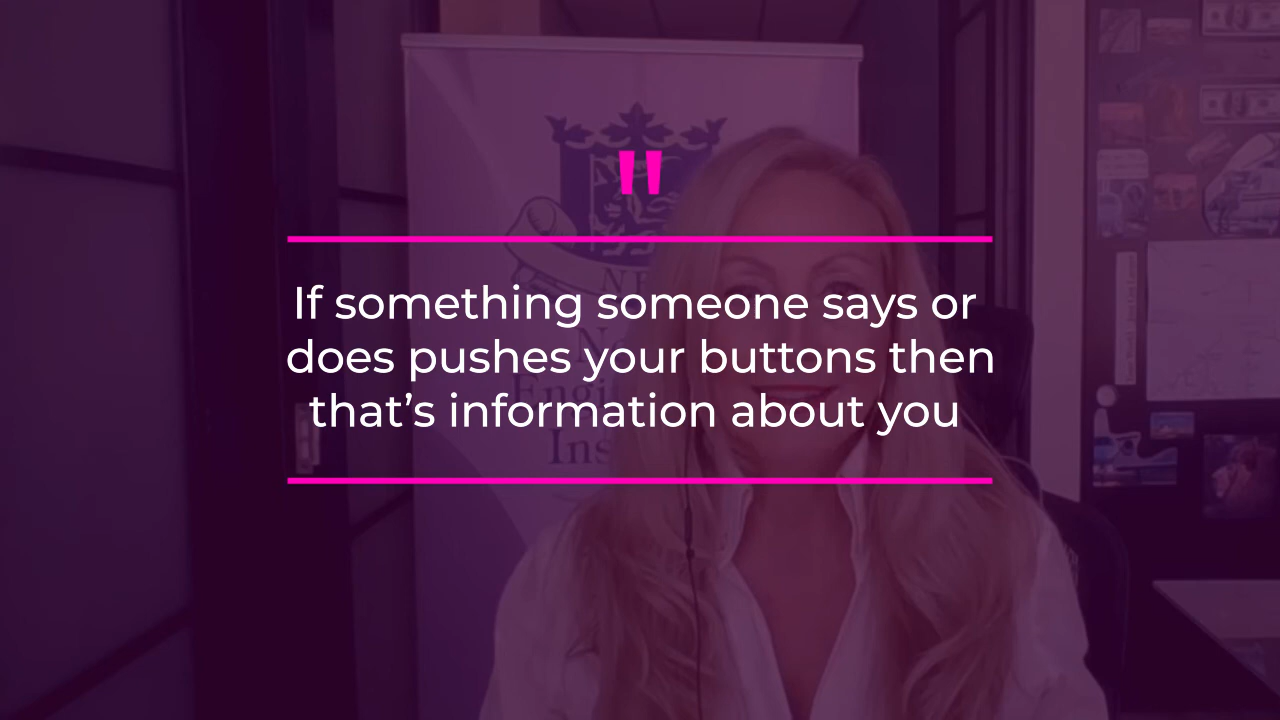 "
If something someone says or
does pushes your buttons then
that’s information about you